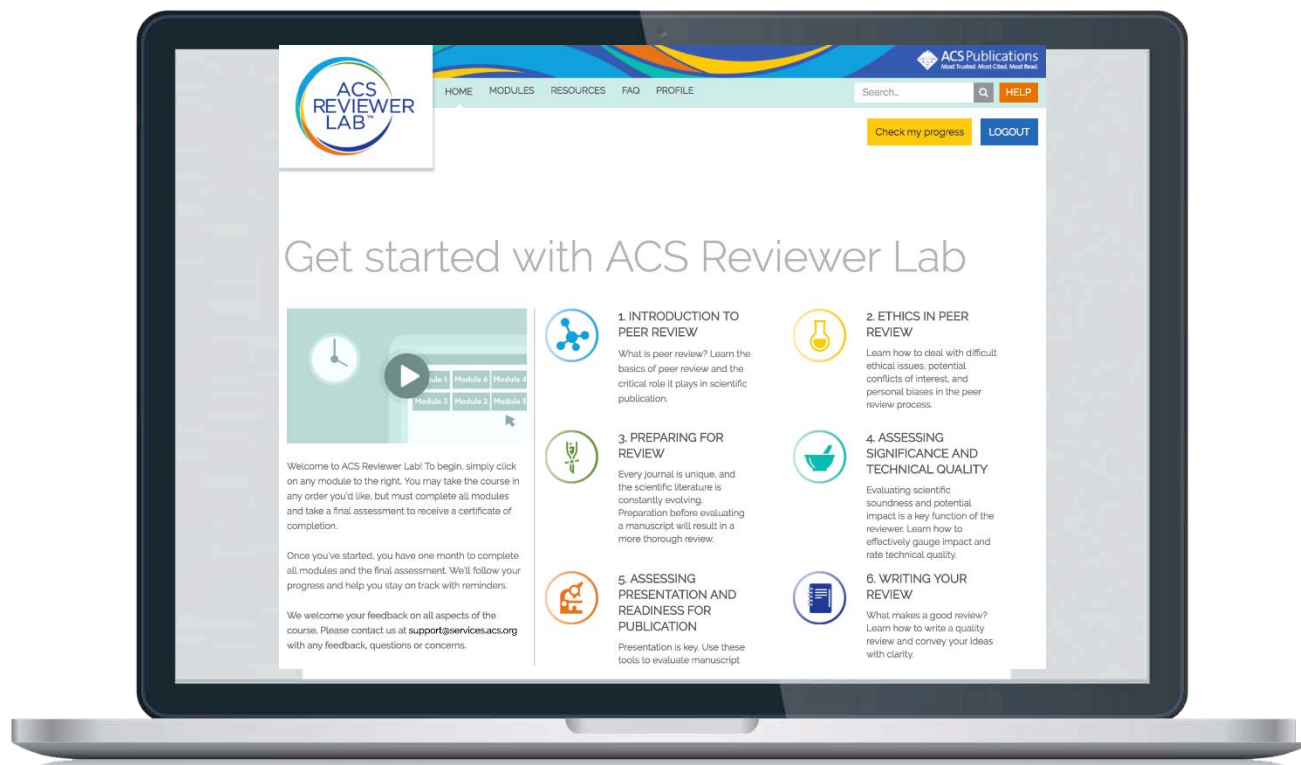 ACS
REVIEWER
LAB™
ACS Publications
Most Trusted. Most Cited. Most Read.
HOME MODULES RESOURCES FAQ PROFILE
Search..
HELP
Check my progress
LOGOUT
Get started with ACS Reviewer Lab
Module 6 Module 4
Module 3 Module 2 Module 5
Welcome to ACS Reviewer Lab! To begin, simply click
on any module to the right. You may take the course in
any order you'd like, but must complete all modules
and take a final assessment to receive a certificate of
completion.
Once you've started, you have one month to complete
all modules and the final assessment. We'll follow your
progress and help you stay on track with reminders.
We welcome your feedback on all aspects of the
course. Please contact us at support@services.acs.org
with any feedback, questions or concerns.
1. INTRODUCTION TO
PEER REVIEW
What is peer review? Learn the
basics of peer review and the
critical role it plays in scientific
publication.
2. ETHICS IN PEER
REVIEW
Learn how to deal with difficult
ethical issues, potential
conflicts of interest, and
personal biases in the peer
review process.
3. PREPARING FOR
REVIEW
Every journal is unique, and
the scientific literature is
constantly evolving.
Preparation before evaluating
a manuscript will result in a
more thorough review.
4. ASSESSING
SIGNIFICANCE AND
TECHNICAL QUALITY
Evaluating scientific
soundness and potential
impact is a key function of the
reviewer. Learn how to
effectively gauge impact and
rate technical quality.
5. ASSESSING
PRESENTATION AND
READINESS FOR
PUBLICATION
Presentation is key. Use these
tools to evaluate manuscript
6. WRITING YOUR
REVIEW
What makes a good review?
Learn how to write a quality
review and convey your ideas
with clarity.